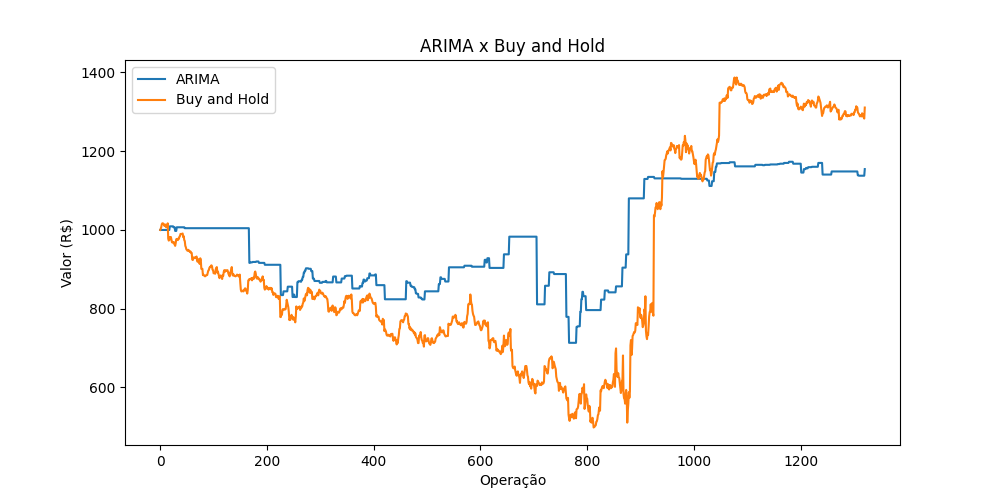 ARIMA x Buy and Hold
ARIMA
Buy and Hold
Valor (R$)
1400
1200
1000
800
600
0 200 400 600 800 1000 1200
Operação